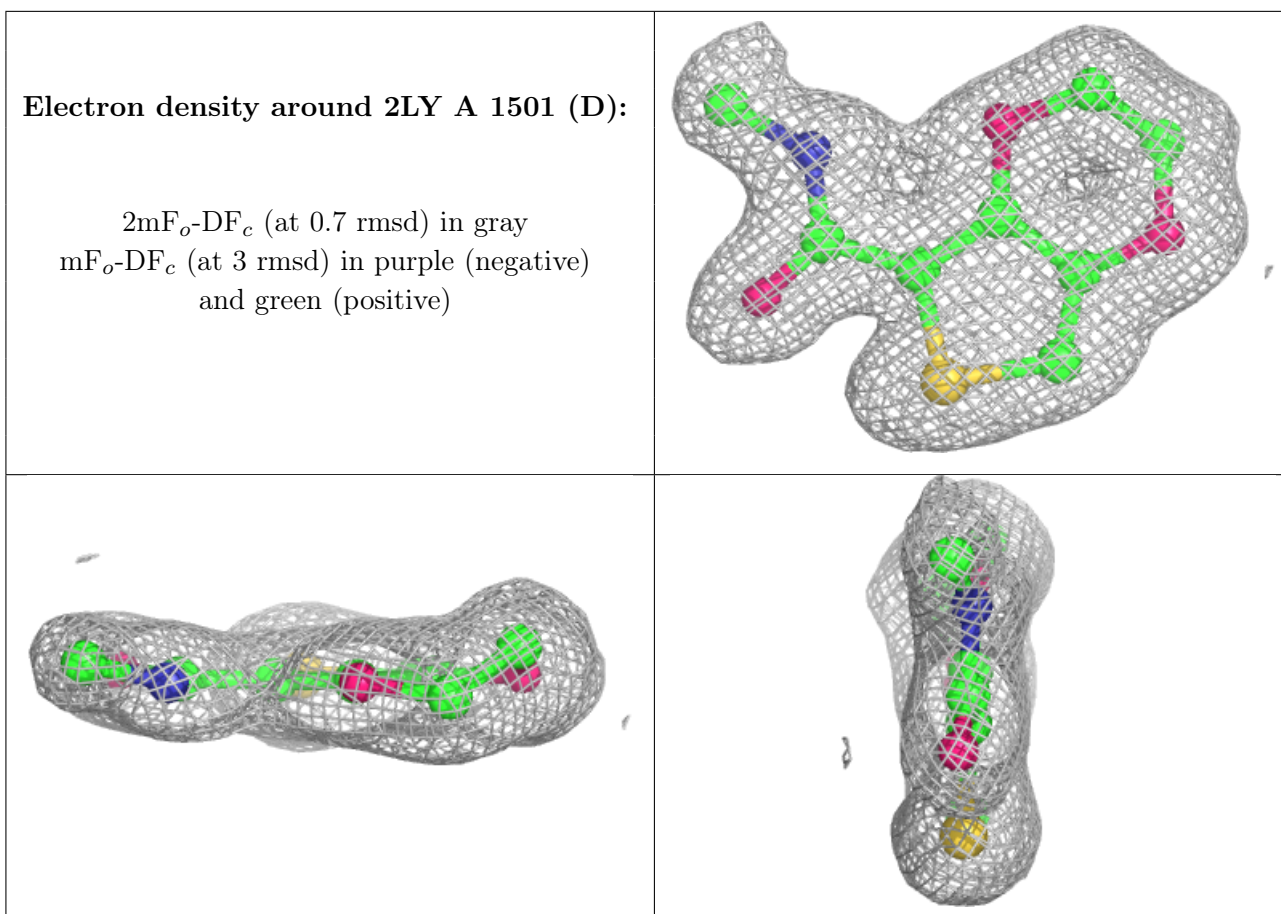 Electron density around 2LY A 1501 (D):
2mFo-DFc (at 0.7 rmsd) in gray
mFo-DFc (at 3 rmsd) in purple (negative)
and green (positive)